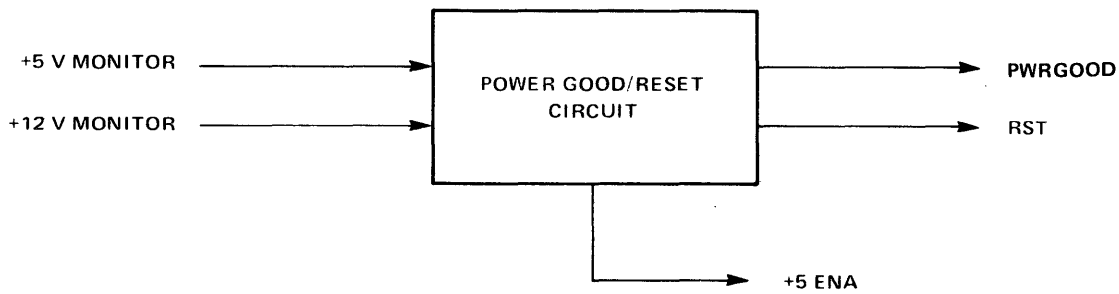 +5 V MONITOR
+12 V MONITOR
POWER GOOD/RESET
CIRCUIT
PWRGOOD
RST
+5 ENA